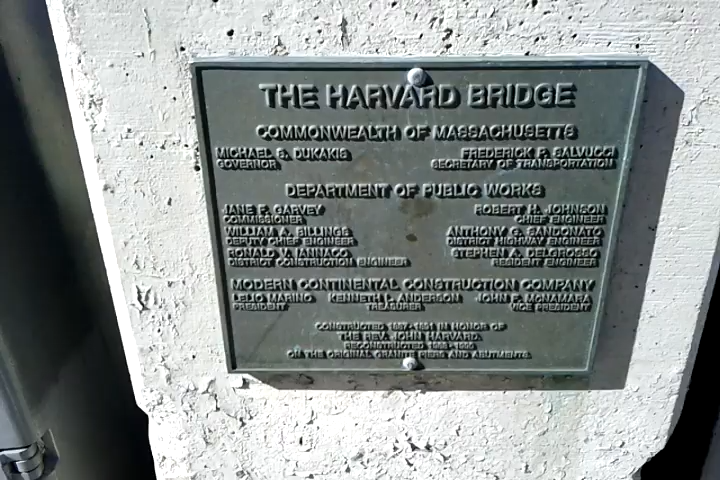 THE HARVARD BRIDGE
COMMONWEALTH OF MASSACHUSETTS
MICHAEL S. DUKAKIS FREDERICK P. SALVUCCI
GOVERNOR SECRETARY OF TRANSPORTATION
DEPARTMENT OF PUBLIC WORKS
JANE F. GARVEY ROBERT H. JOHNSON
COMMISSIONER CHIEF ENGINEER
WILLIAM A. BILLINGS ANTHONY G. SANDONATO
DEPUTY CHIEF ENGINEER DISTRICT HIGHWAY ENGINEER
RONALD V. IANNACO STEPHEN A. DELGROSSO
DISTRICT CONSTRUCTION ENGINEER RESIDENT ENGINEER
MODERN CONTINENTAL CONSTRUCTION COMPANY
LELIO MARINO KENNETH L. ANDERSON JOHN F. McNAMARA
PRESIDENT TREASURER VICE PRESIDENT
CONSTRUCTED 1887-1891 IN HONOR OF
THE REV. JOHN HARVARD.
RECONSTRUCTED
ON THE ORIGINAL GRANITE PIERS AND ABUTMENTS.